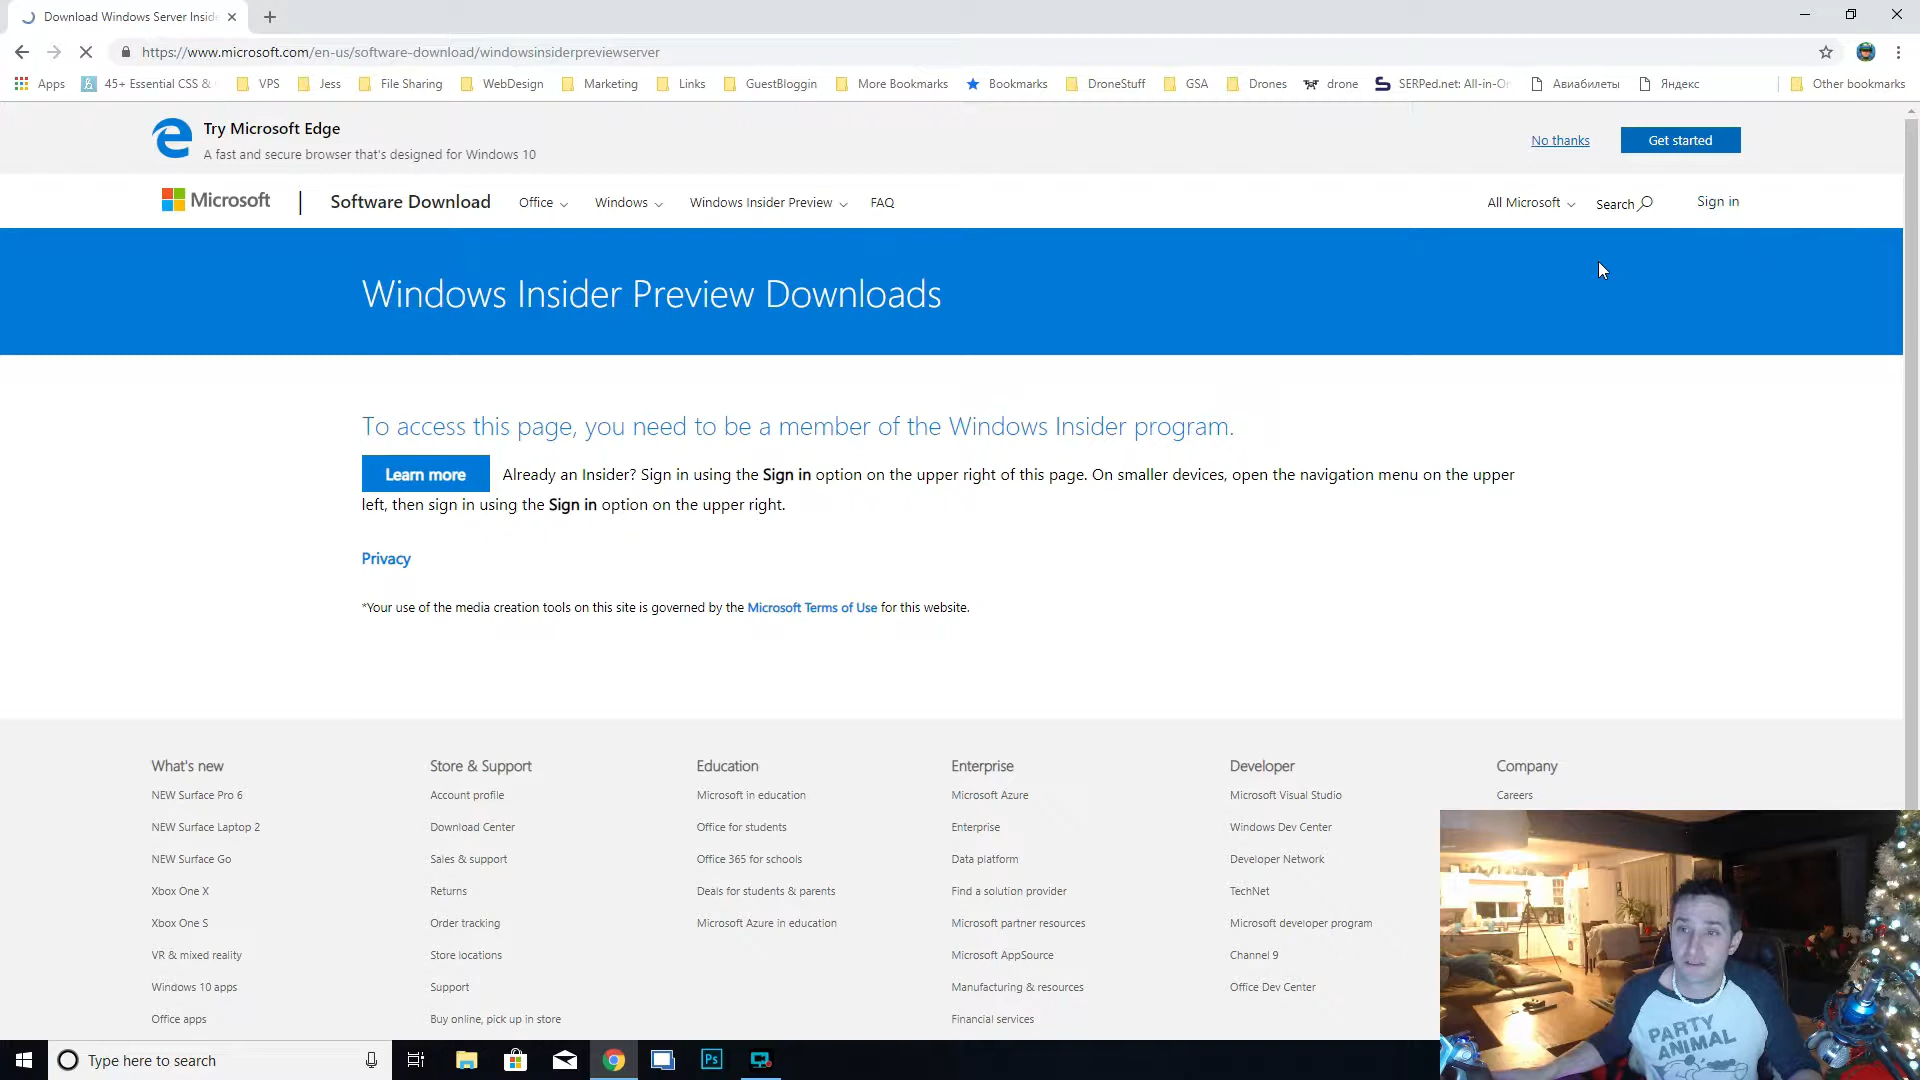 Download Windows Server Inside
https://www.microsoft.com/en-us/software-download/windowsinsiderpreviewserver
Apps 45+ Essential CSS & VPS Jess File Sharing WebDesign Marketing Links GuestBloggin More Bookmarks Bookmarks DroneStuff GSA Drones drone SERPed.net: All-in-On Авиабилеты Яндекс Other bookmarks
Try Microsoft Edge
A fast and secure browser that's designed for Windows 10
No thanks Get started
Microsoft Software Download Office Windows Windows Insider Preview FAQ All Microsoft Search Sign in
Windows Insider Preview Downloads
To access this page, you need to be a member of the Windows Insider program.
Learn more Already an Insider? Sign in using the Sign in option on the upper right of this page. On smaller devices, open the navigation menu on the upper
left, then sign in using the Sign in option on the upper right.
Privacy
*Your use of the media creation tools on this site is governed by the Microsoft Terms of Use for this website.
What's new
NEW Surface Pro 6
NEW Surface Laptop 2
NEW Surface Go
Xbox One X
Xbox One S
VR & mixed reality
Windows 10 apps
Office apps
Store & Support
Account profile
Download Center
Sales & support
Returns
Order tracking
Store locations
Support
Buy online, pick up in store
Education
Microsoft in education
Office for students
Office 365 for schools
Deals for students & parents
Microsoft Azure in education
Enterprise
Microsoft Azure
Enterprise
Data platform
Find a solution provider
Microsoft partner resources
Microsoft AppSource
Manufacturing & resources
Financial services
Developer
Microsoft Visual Studio
Windows Dev Center
Developer Network
TechNet
Microsoft developer program
Channel 9
Office Dev Center
Company
Careers
PARTY
ANIMAL
Type here to search
Ps